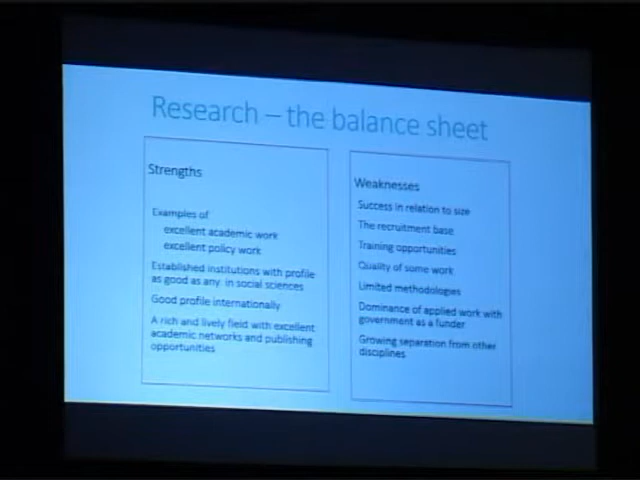 Research – the balance sheet
Strengths
Examples of
excellent academic work
excellent policy work
Established institutions with profile
as good as any in social sciences
Good profile internationally
A rich and lively field with excellent
academic networks and publishing
opportunities
Weaknesses
Success in relation to size
The recruitment base
Training opportunities
Quality of some work
Limited methodologies
Dominance of applied work with
government as a funder
Growing separation from other
disciplines